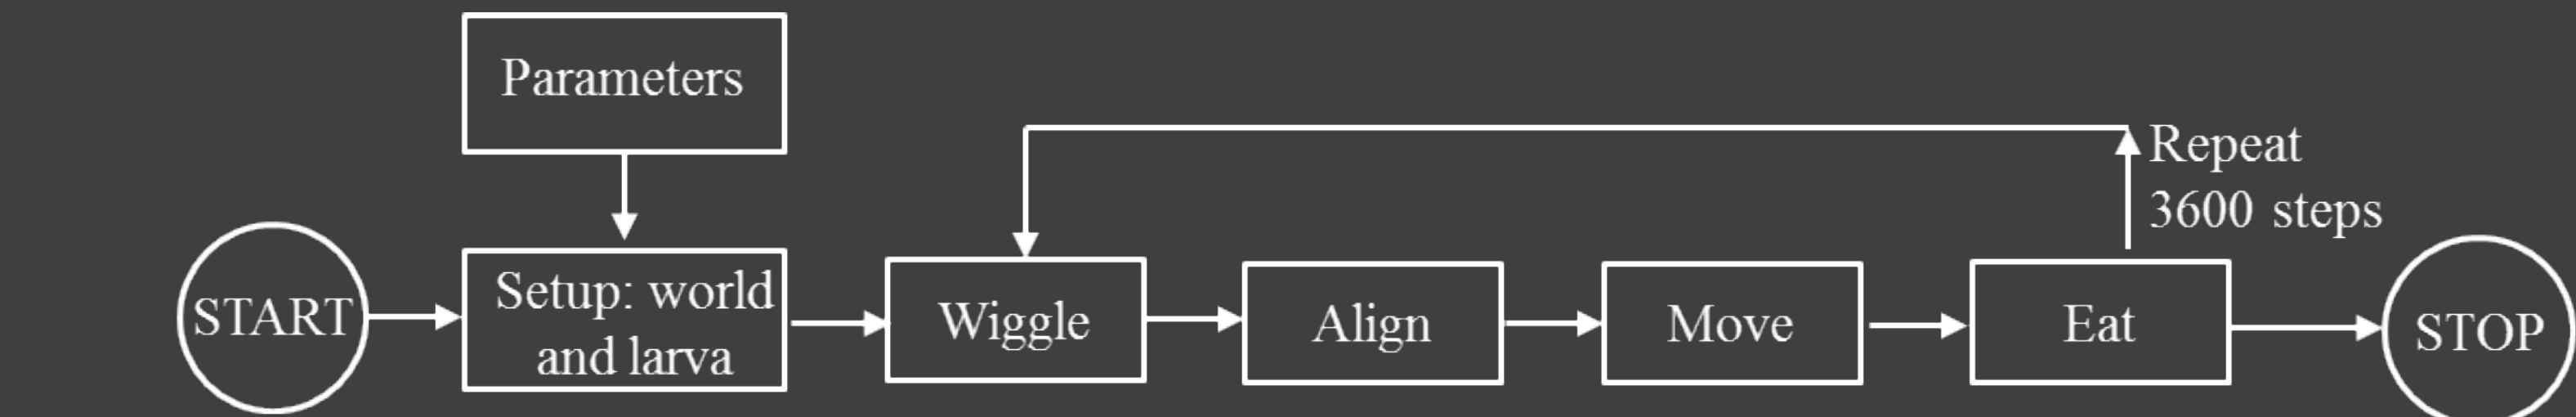 Parameters
Repeat
3600 steps
START
Setup: world
and larva
Wiggle
Align
Move
Eat
STOP